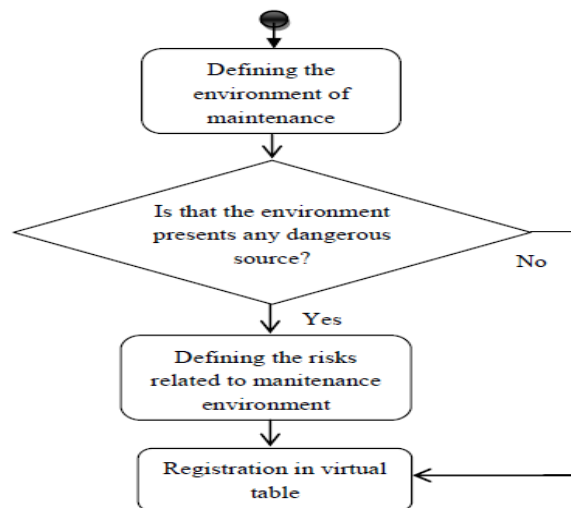 Defining the
environment of
maintenance
Is that the environment
presents any dangerous
source?
No
Yes
Defining the risks
related to manitenance
environment
Registration in virtual
table